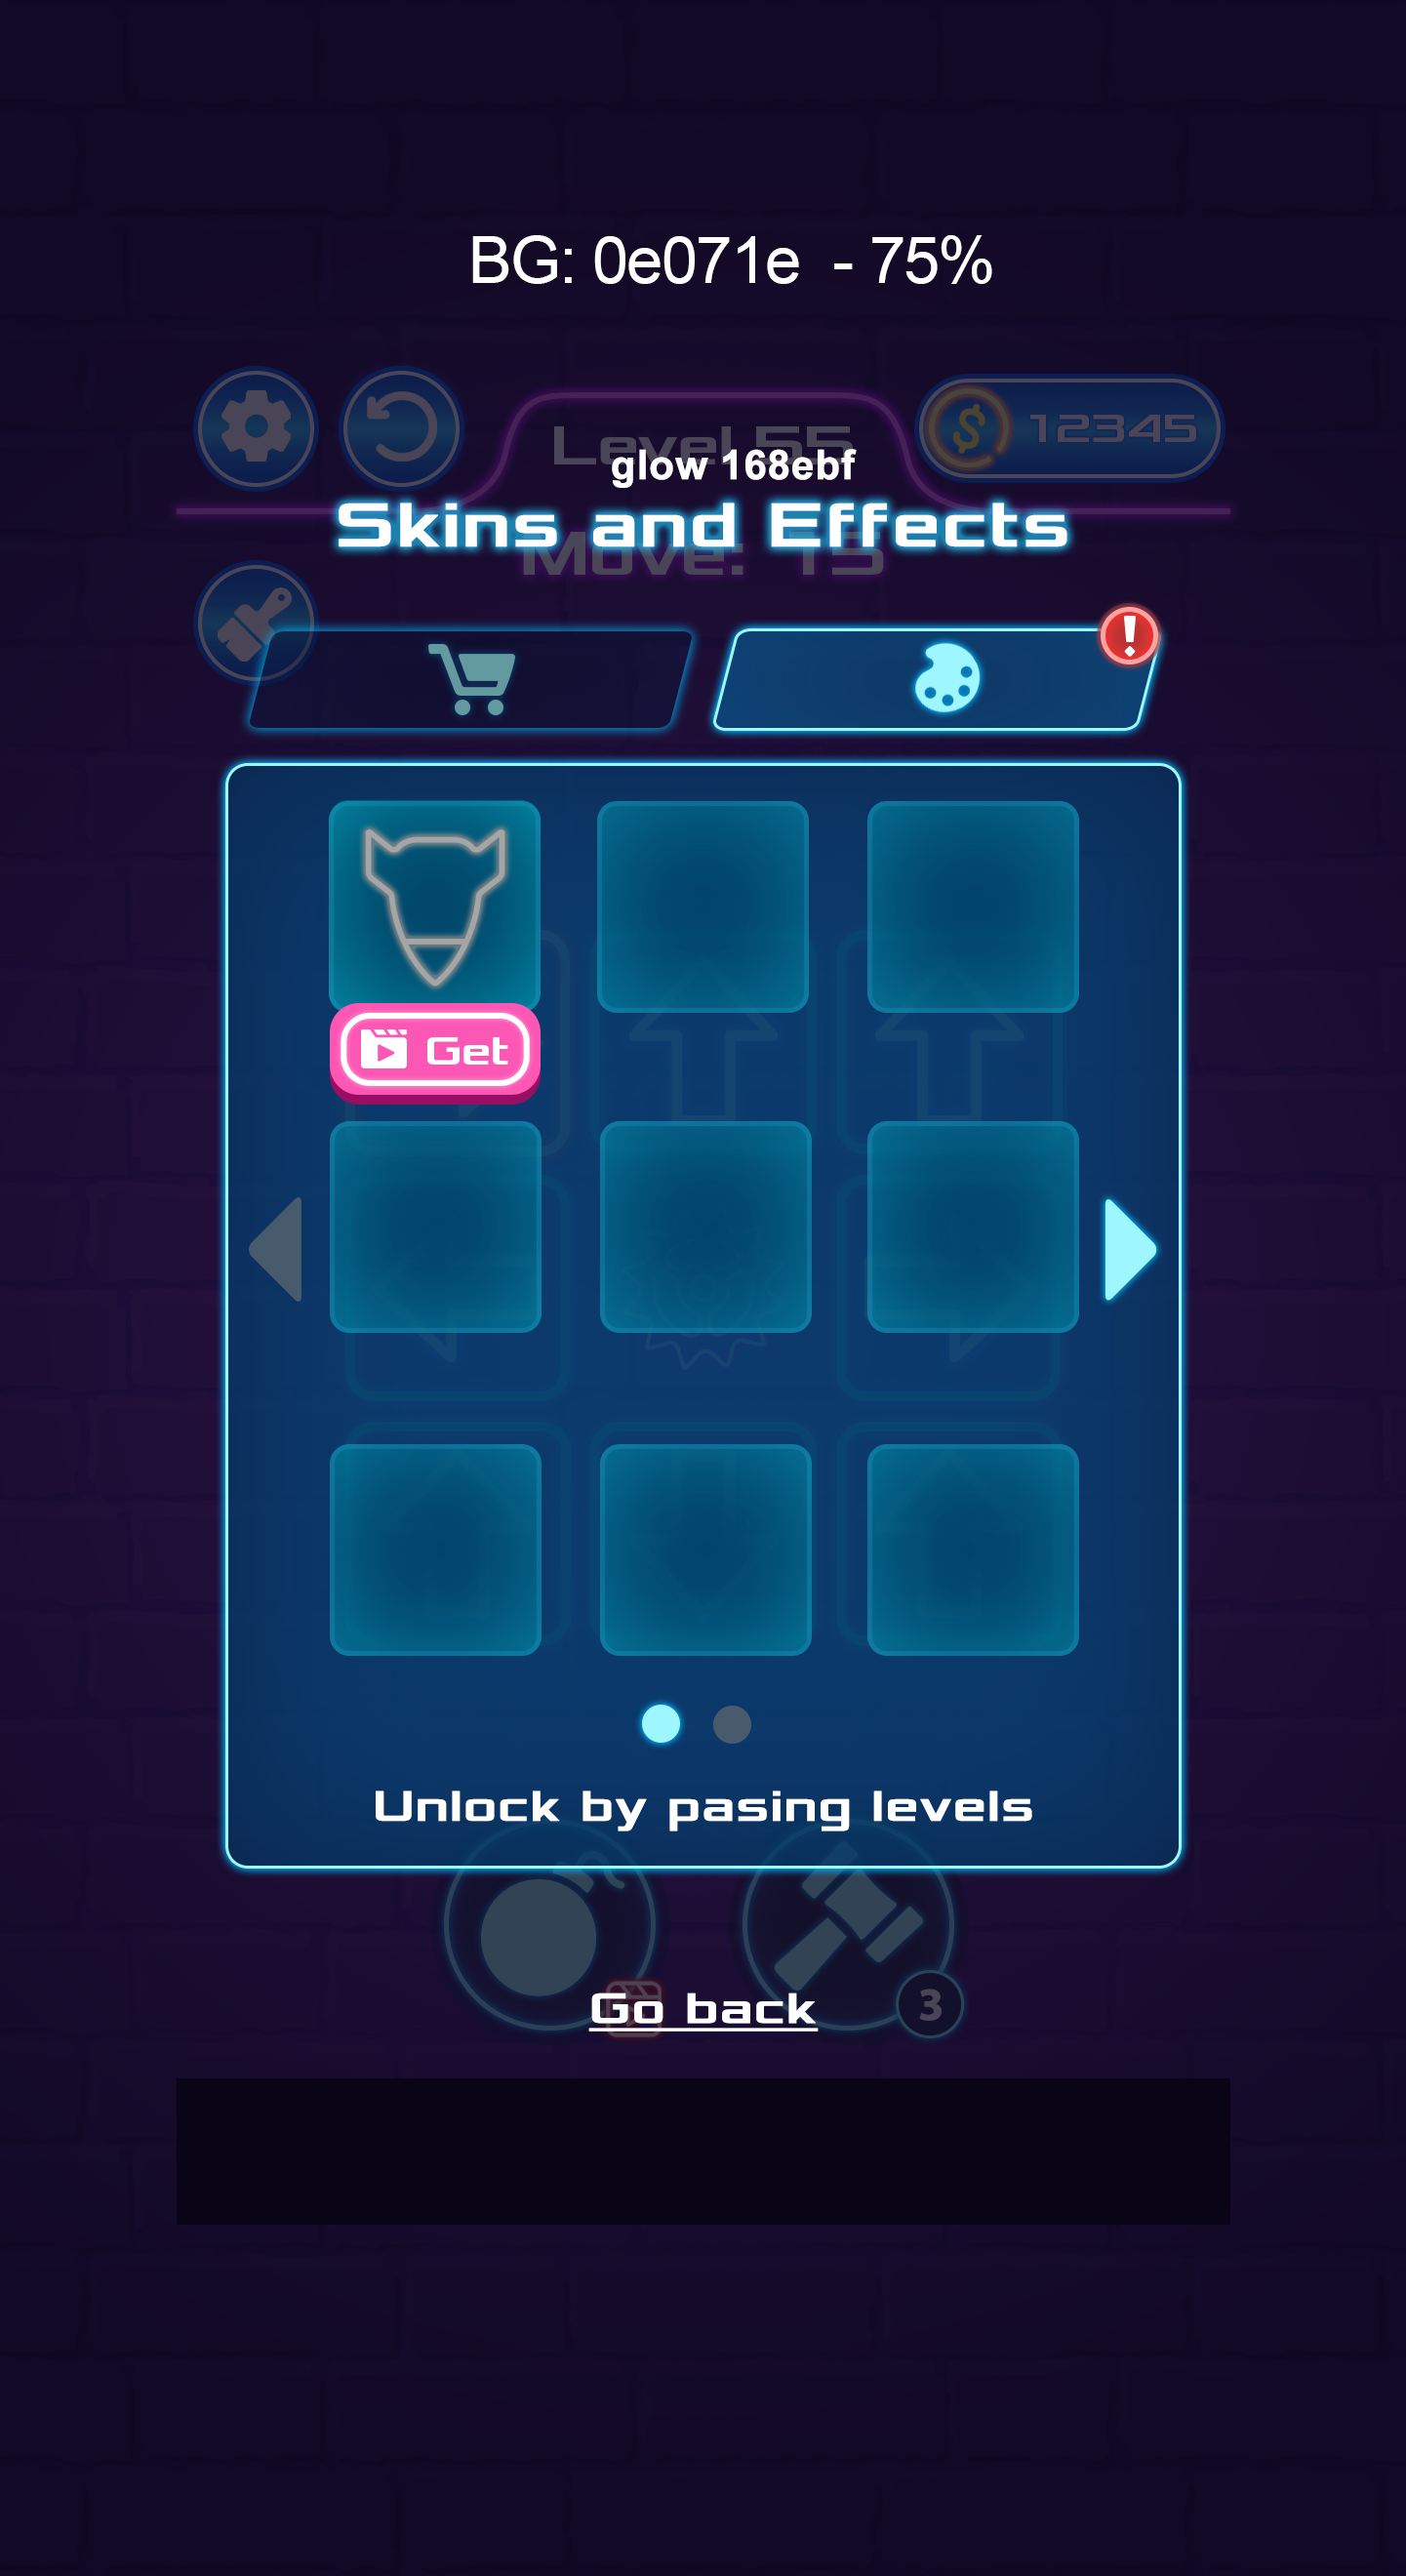 BG: 0e071e - 75%
12345
Level 55
glow 168ebf
Skins and Effects
Move: 15
!
Get
Unlock by pasing levels
Go back
3